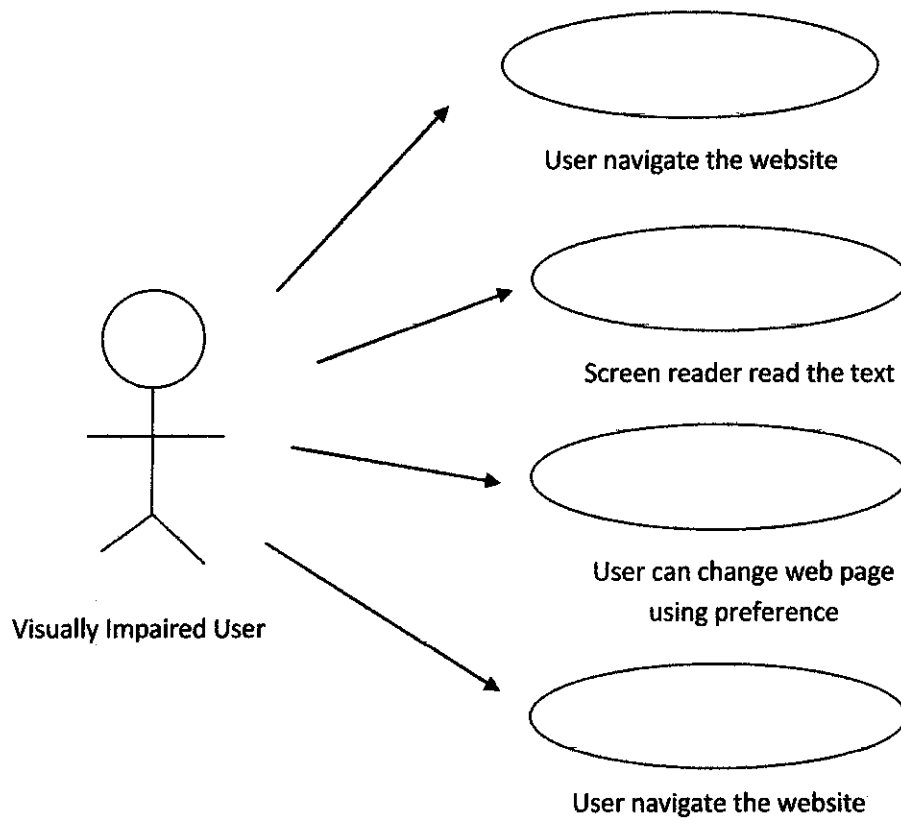 User navigate the website
Screen reader read the text
User can change web page
using preference
Visually Impaired User
User navigate the website